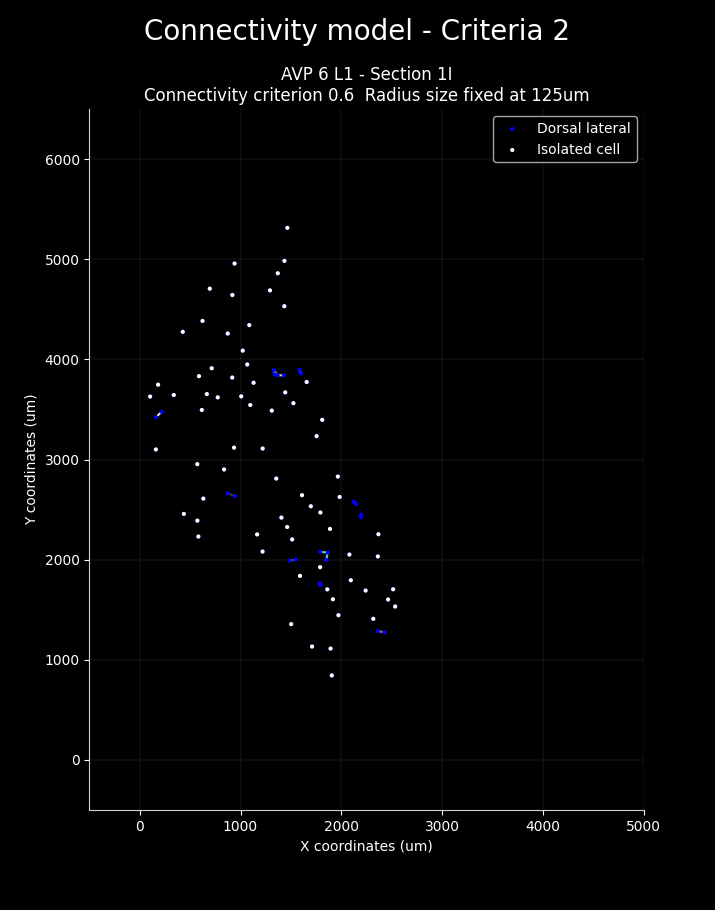 Connectivity model - Criteria 2
AVP 6 L1 - Section 1I
Connectivity criterion 0.6  Radius size fixed at 125um
Dorsal lateral
Isolated cell
6000
5000
4000
3000
2000
1000
0
Y coordinates (um)
0 1000 2000 3000 4000 5000
X coordinates (um)